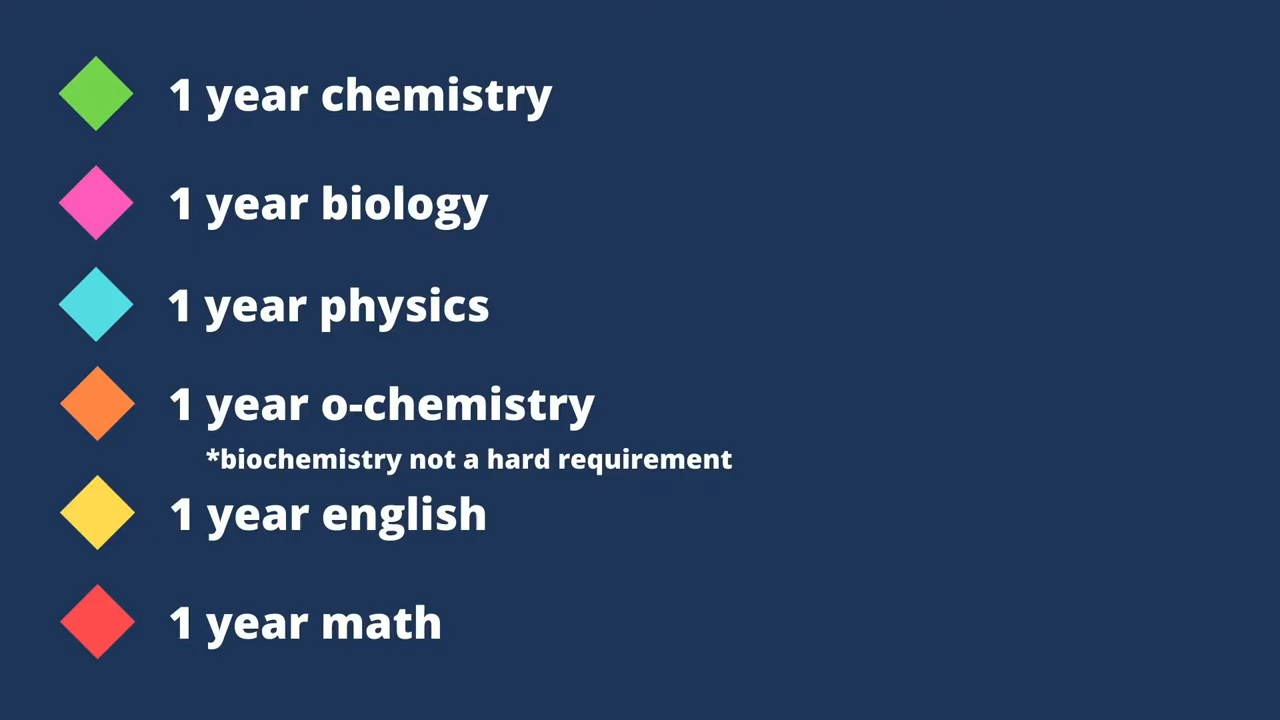 1 year chemistry
1 year biology
1 year physics
1 year o-chemistry
*biochemistry not a hard requirement
1 year english
1 year math